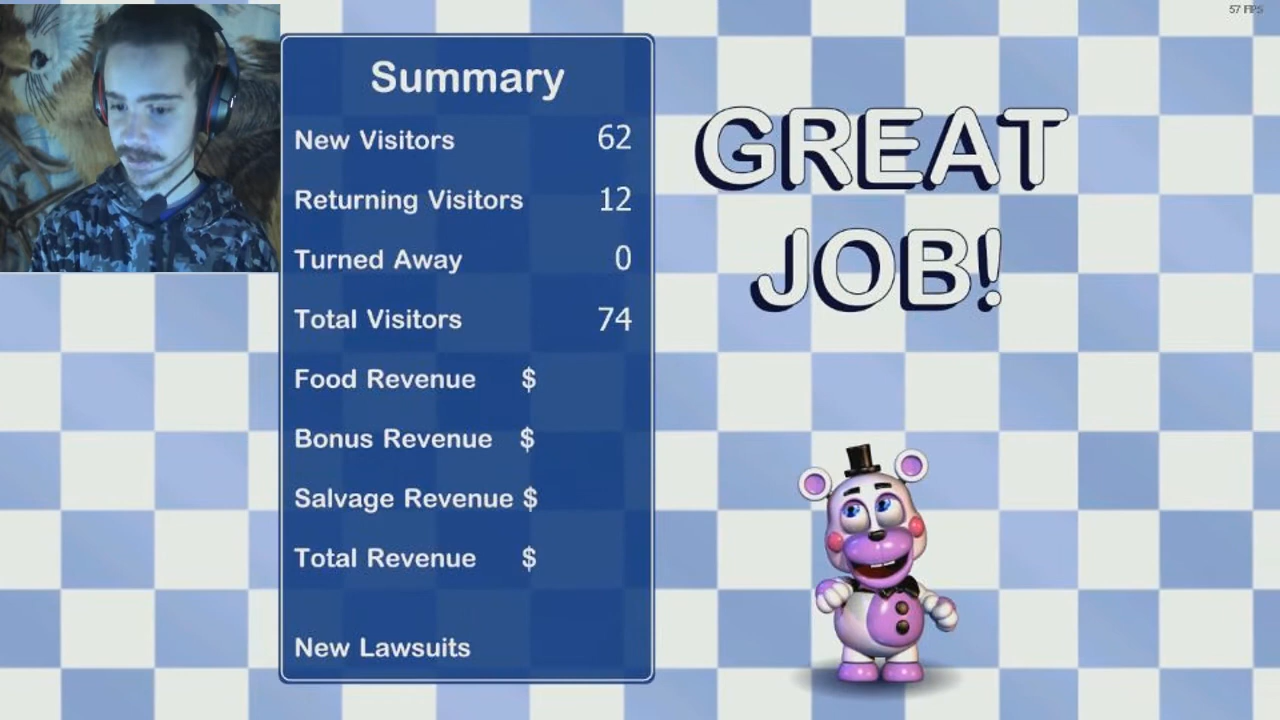 57 FPS
Summary
New Visitors 62
Returning Visitors 12
Turned Away 0
Total Visitors 74
Food Revenue $
Bonus Revenue $
Salvage Revenue $
Total Revenue $
New Lawsuits
GREAT
JOB!